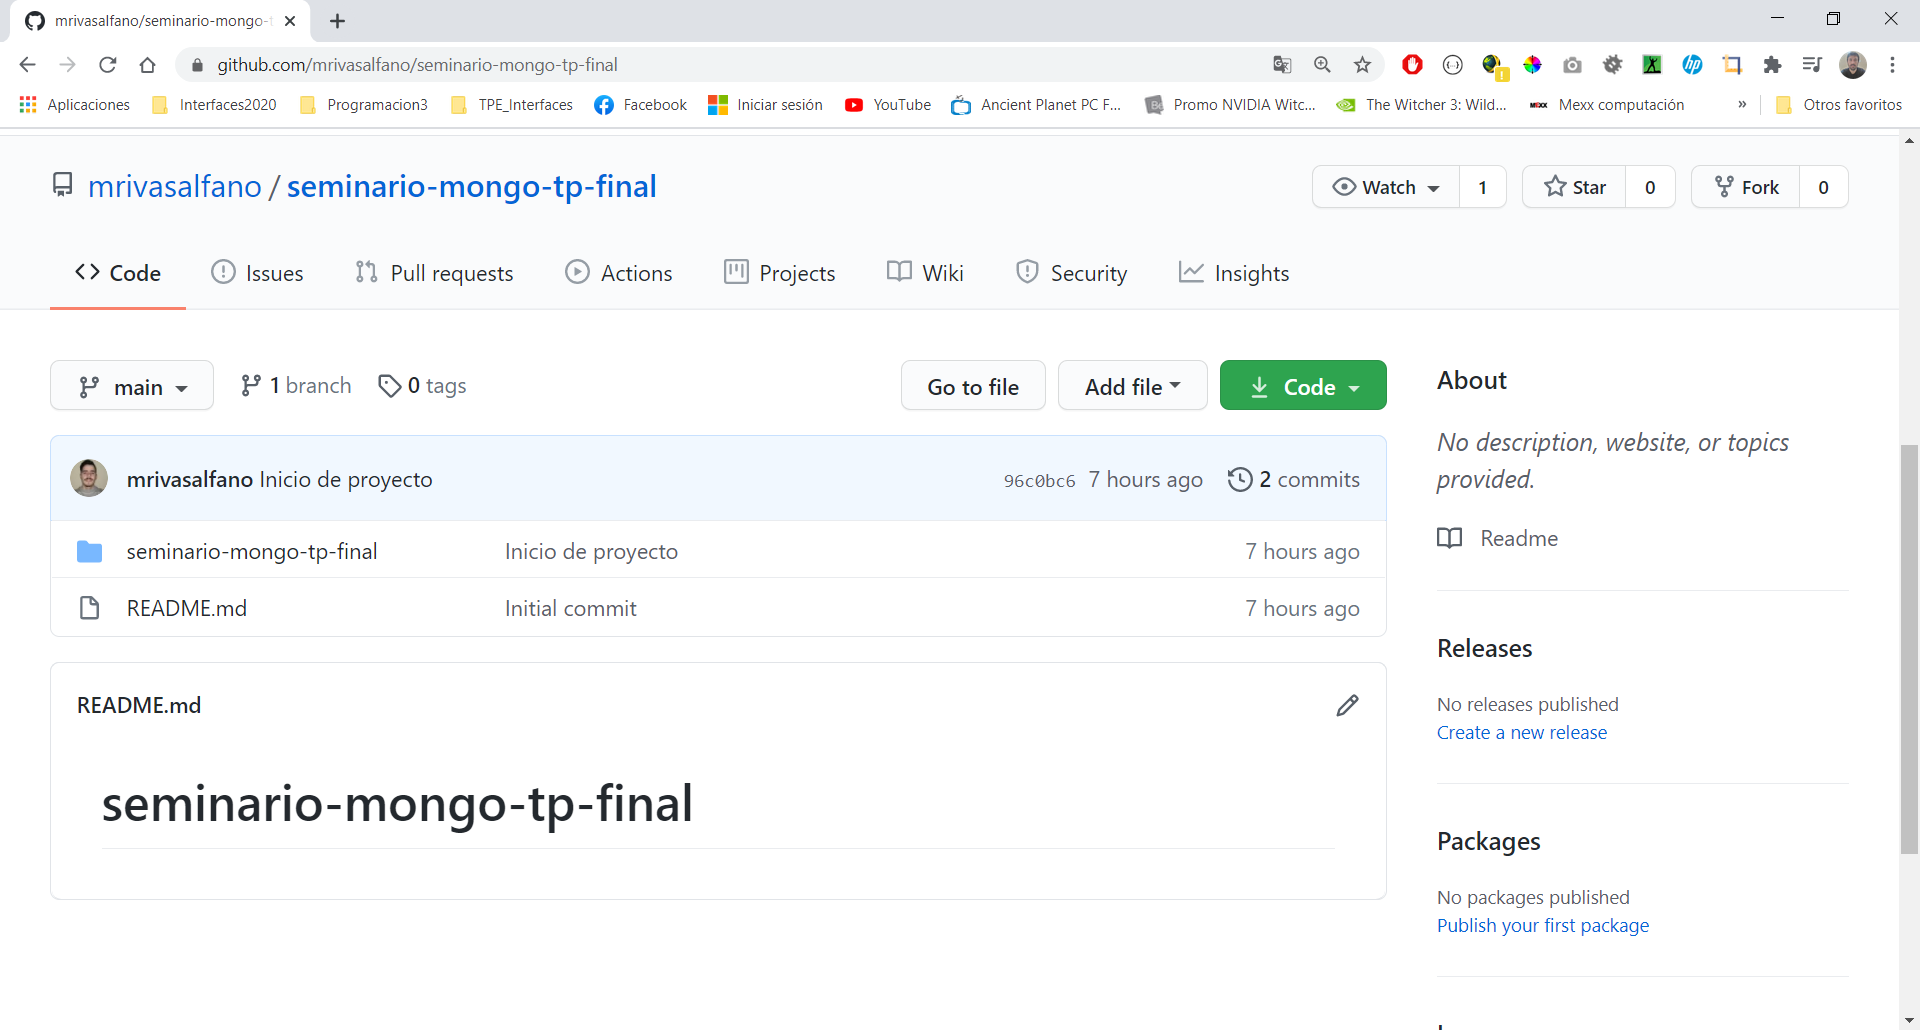 mrivasalfano/seminario-mongo-t
github.com/mrivasalfano/seminario-mongo-tp-final
Aplicaciones Interfaces2020 Programacion3 TPE_Interfaces Facebook Iniciar sesión YouTube Ancient Planet PC F... Promo NVIDIA Witc... The Witcher 3: Wild... Mexx computación » Otros favoritos
mrivasalfano / seminario-mongo-tp-final
Watch 1 Star 0 Fork 0
Code Issues Pull requests Actions Projects Wiki Security Insights
main 1 branch 0 tags Go to file Add file Code
mrivasalfano Inicio de proyecto 96c0bc6 7 hours ago 2 commits
seminario-mongo-tp-final Inicio de proyecto 7 hours ago
README.md Initial commit 7 hours ago
README.md
seminario-mongo-tp-final
About
No description, website, or topics
provided.
Readme
Releases
No releases published
Create a new release
Packages
No packages published
Publish your first package